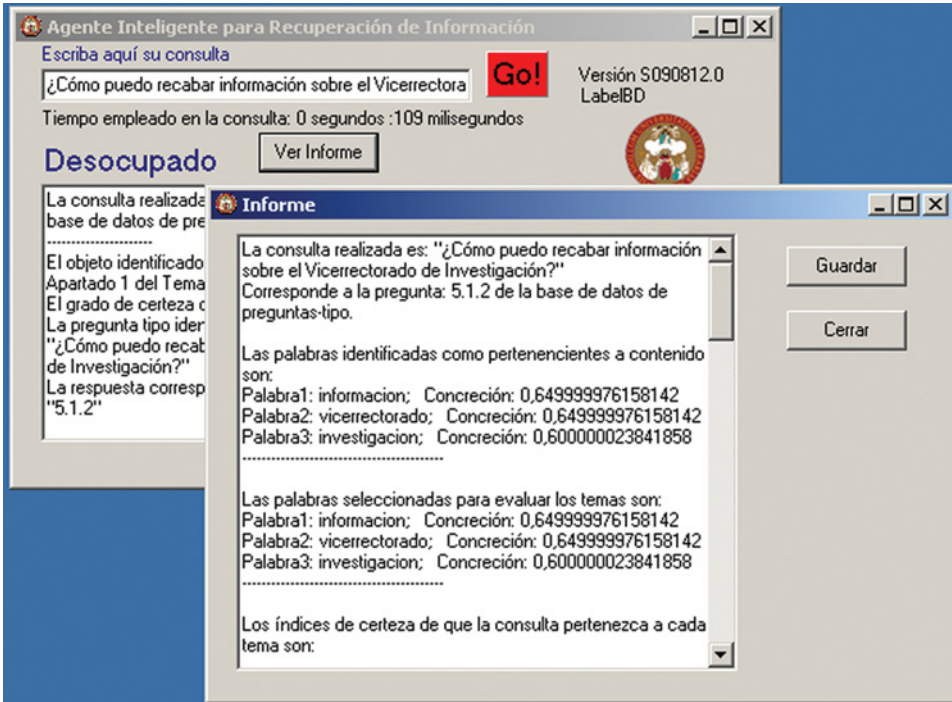 Agente Inteligente para Recuperación de Información
Escriba aquí su consulta
¿Cómo puedo recabar información sobre el Vicerrectora
Go!
Versión S090812.0
LabelBD
Tiempo empleado en la consulta: 0 segundos :109 milisegundos
Desocupado
Ver Informe
La consulta realizada
base de datos de pre
----------------------
El objeto identificado
Apartado 1 del Tema
El grado de certeza
La pregunta tipo iden
"¿Cómo puedo recab
de Investigación?"
La respuesta corresp
"5.1.2"
Informe
La consulta realizada es: "¿Cómo puedo recabar información
sobre el Vicerrectorado de Investigación?"
Corresponde a la pregunta: 5.1.2 de la base de datos de
preguntas-tipo.
Las palabras identificadas como pertenencientes a contenido
son:
Palabra1: informacion; Concreción: 0,649999976158142
Palabra2: vicerrectorado; Concreción: 0,649999976158142
Palabra3: investigacion; Concreción: 0,600000023841858
------------------------------------------
Las palabras seleccionadas para evaluar los temas son:
Palabra1: informacion; Concreción: 0,649999976158142
Palabra2: vicerrectorado; Concreción: 0,649999976158142
Palabra3: investigacion; Concreción: 0,600000023841858
------------------------------------------
Los índices de certeza de que la consulta pertenezca a cada
tema son:
Guardar
Cerrar